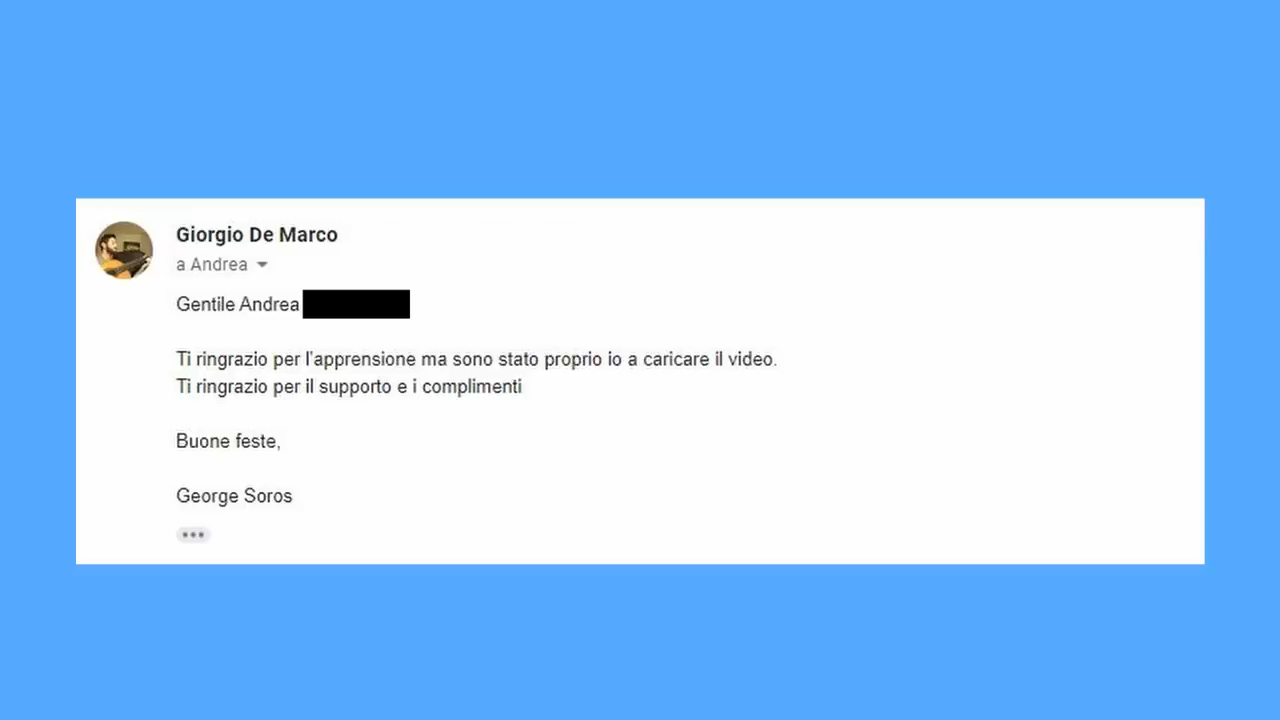 Giorgio De Marco
a Andrea
Gentile Andrea
Ti ringrazio per l'apprensione ma sono stato proprio io a caricare il video.
Ti ringrazio per il supporto e i complimenti
Buone feste,
George Soros